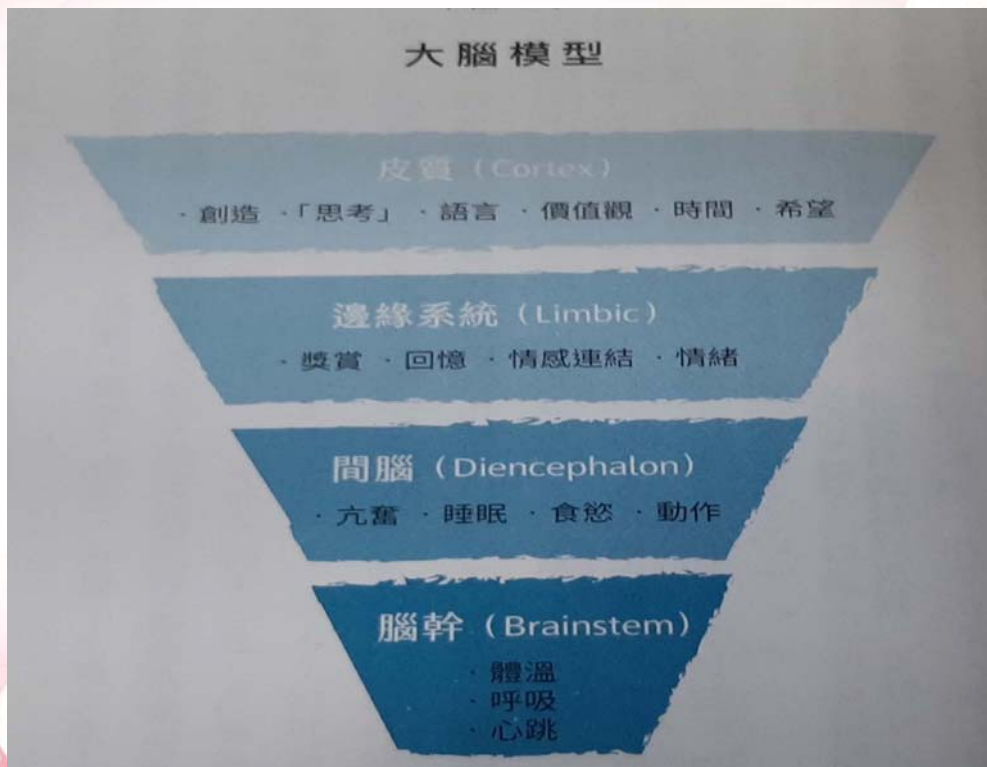 大腦模型
皮質（Cortex）
·創造 ·「思考」 ·語言 ·價值觀 ·時間 ·希望
邊緣系統（Limbic）
·獎賞 ·回憶 ·情感連結 ·情緒
間腦（Diencephalon）
·亢奮 ·睡眠 ·食慾 ·動作
腦幹（Brainstem）
·體溫
·呼吸
·心跳